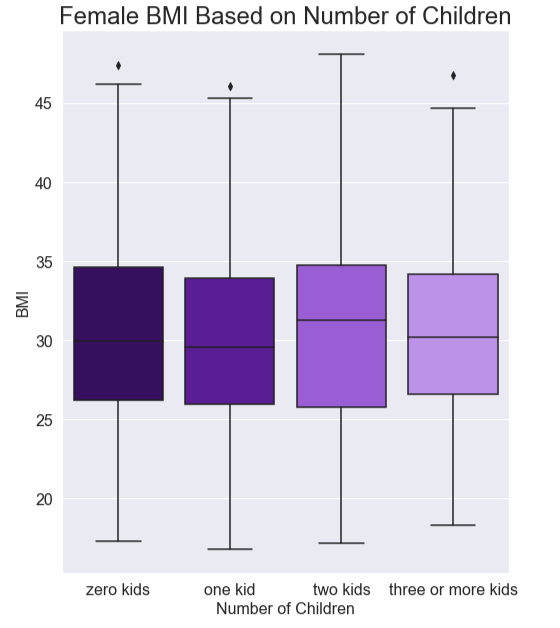 Female BMI Based on Number of Children
BMI
45
40
35
30
25
20
zero kids
one kid
two kids
three or more kids
Number of Children